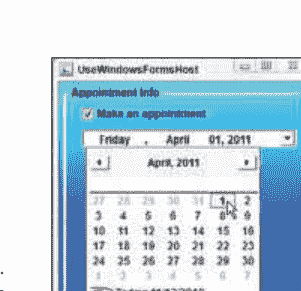 UseWindowsFormsHost
Appointment Info
Make an appointment
Friday , April 01, 2011
April, 2011
27 28 29 30 31 1 2
3 4 5 6 7 8 9
10 11 12 13 14 15 16
17 18 19 20 21 22 23
24 25 26 27 28 29 30
1 2 3 4 5 6 7